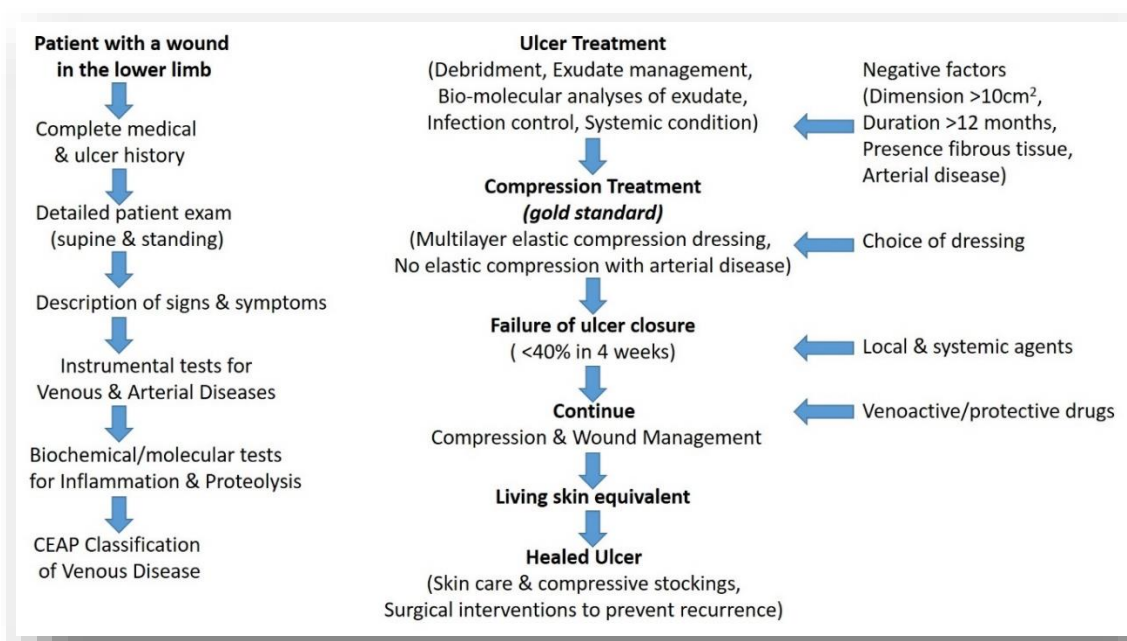 Patient with a wound
in the lower limb
Complete medical
& ulcer history
Detailed patient exam
(supine & standing)
Description of signs & symptoms
Instrumental tests for
Venous & Arterial Diseases
Biochemical/molecular tests
for Inflammation & Proteolysis
CEAP Classification
of Venous Disease
Ulcer Treatment
(Debridment, Exudate management,
Bio-molecular analyses of exudate,
Infection control, Systemic condition)
Compression Treatment
(gold standard)
(Multilayer elastic compression dressing,
No elastic compression with arterial disease)
Failure of ulcer closure
( <40% in 4 weeks)
Continue
Compression & Wound Management
Living skin equivalent
Healed Ulcer
(Skin care & compressive stockings,
Surgical interventions to prevent recurrence)
Negative factors
(Dimension >10cm²,
Duration >12 months,
Presence fibrous tissue,
Arterial disease)
Choice of dressing
Local & systemic agents
Venoactive/protective drugs